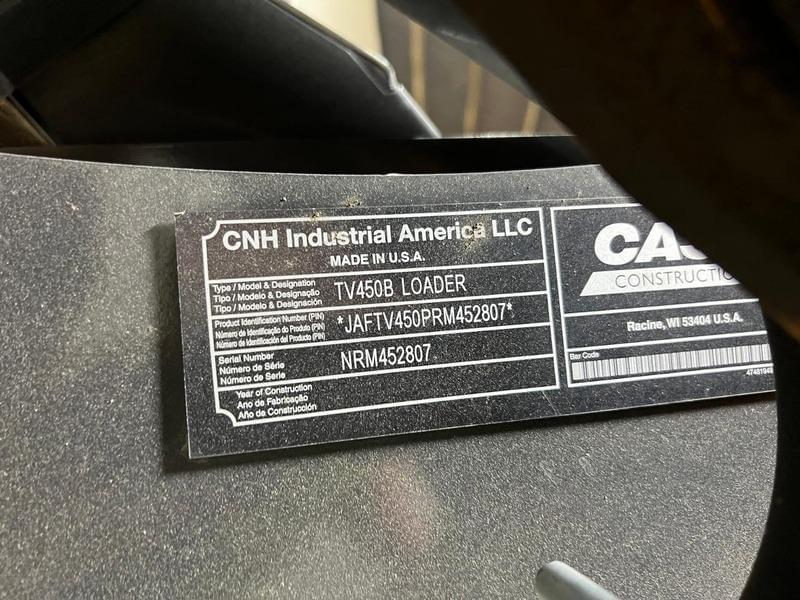 CNH Industrial America LLC
MADE IN U.S.A.
Type / Model & Designation
Tipo / Modelo & Designação
Tipo / Modelo & Designación
TV450B LOADER
Product Identification Number (PIN)
Número de Identificação do Produto (PIN)
Número de Identificación del Producto (PIN)
*JAFTV450PRM452807*
Serial Number
Número de Série
Número de Serie
NRM452807
Year of Construction
Ano de Fabricação
Año de Construcción
CAS
CONSTRUCTIO
Racine, WI 53404 U.S.A.
Bar Code